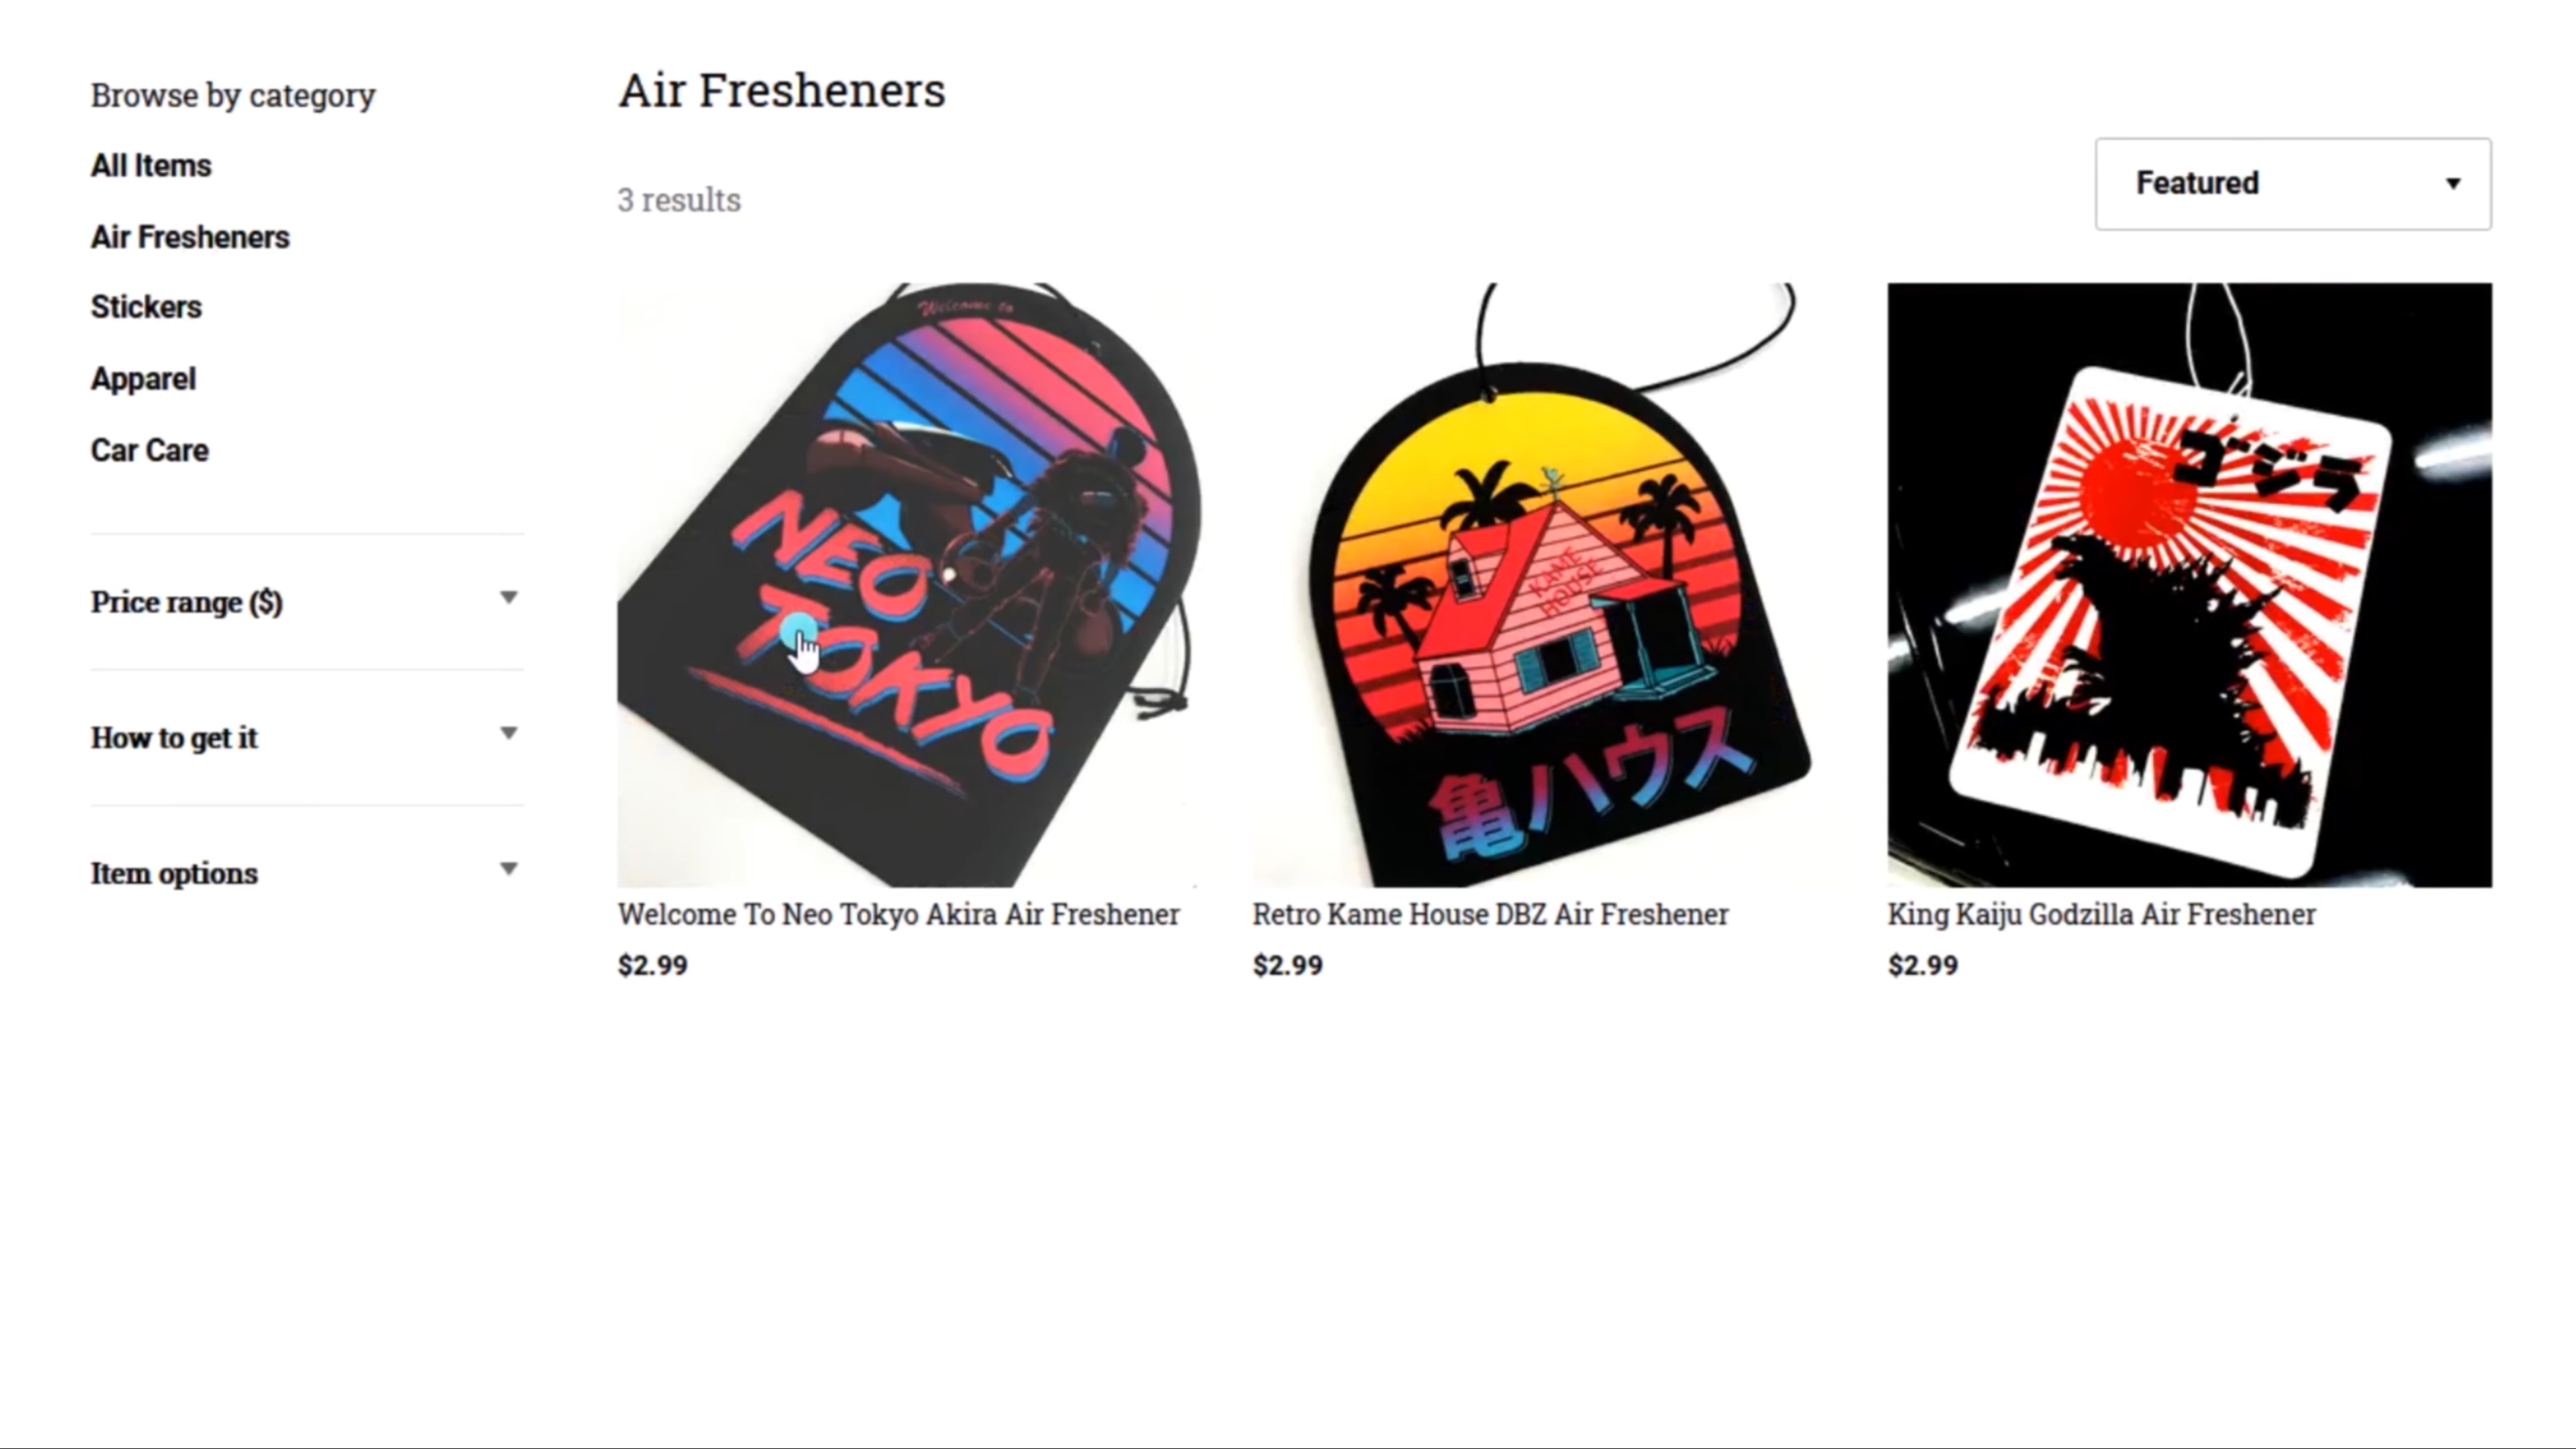 Browse by category
All Items
Air Fresheners
Stickers
Apparel
Car Care
Price range ($)
How to get it
Item options
Air Fresheners
3 results
Featured
Welcome to
NEO
TOKYO
Welcome To Neo Tokyo Akira Air Freshener
$2.99
KAME
HOUSE
亀ハウス
Retro Kame House DBZ Air Freshener
$2.99
ゴジラ
King Kaiju Godzilla Air Freshener
$2.99